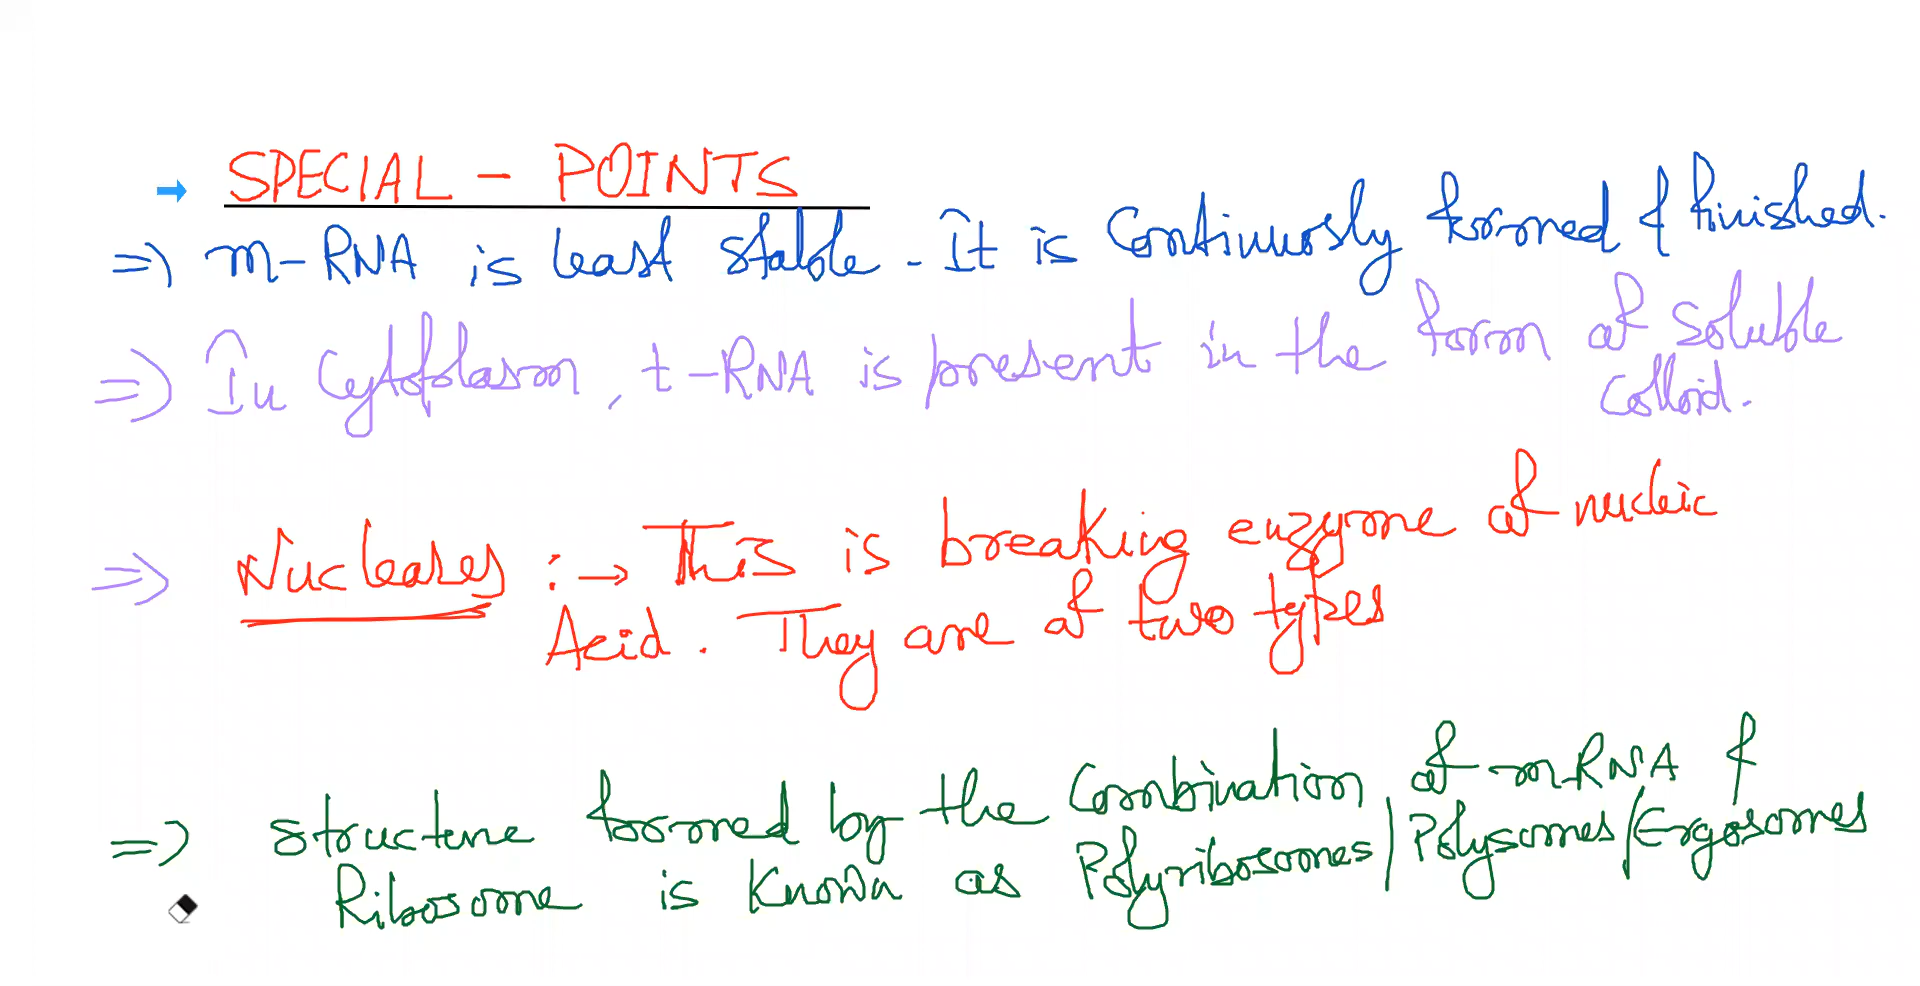 SPECIAL - POINTS
⇒ m-RNA is least stable. It is Continuously formed & finished.
⇒ In Cytoplasm, t-RNA is present in the form of soluble
Colloid.
⇒ Nucleases :→ This is breaking enzyme of nucleic
Acid. They are of two types
⇒ structure formed by the Combination of m-RNA &
Ribosome is Known as Polyribosomes/Polysomes/Ergosomes